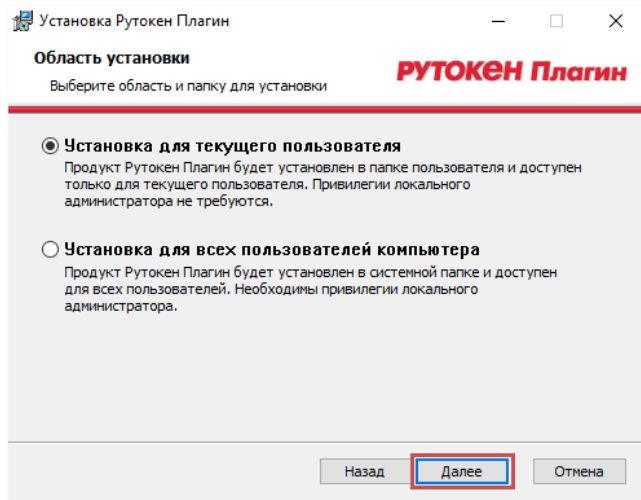 Установка Рутокен Плагин
Область установки
Выберите область и папку для установки
РУТОКЕН Плагин
Установка для текущего пользователя
Продукт Рутокен Плагин будет установлен в папке пользователя и доступен
только для текущего пользователя. Привилегии локального
администратора не требуются.
Установка для всех пользователей компьютера
Продукт Рутокен Плагин будет установлен в системной папке и доступен
для всех пользователей. Необходимы привилегии локального
администратора.
Назад
Далее
Отмена